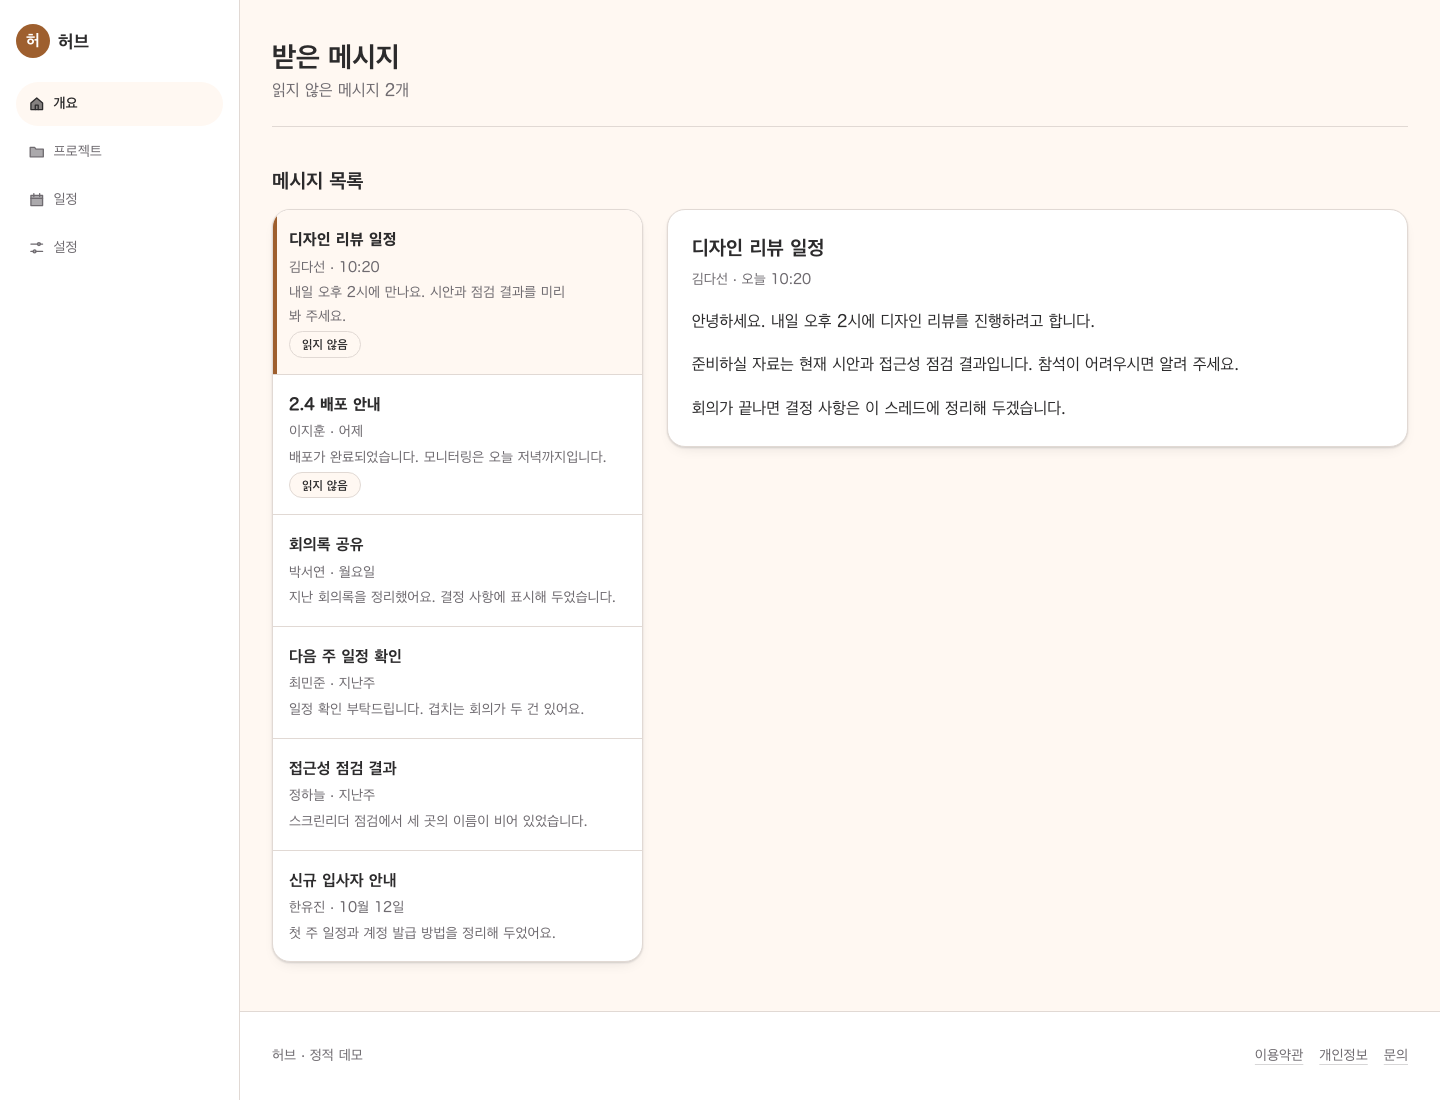 허 허브
개요
프로젝트
일정
설정
받은 메시지
읽지 않은 메시지 2개
메시지 목록
디자인 리뷰 일정
김다선 · 10:20
내일 오후 2시에 만나요. 시안과 점검 결과를 미리
봐 주세요.
읽지 않음
2.4 배포 안내
이지훈 · 어제
배포가 완료되었습니다. 모니터링은 오늘 저녁까지입니다.
읽지 않음
회의록 공유
박서연 · 월요일
지난 회의록을 정리했어요. 결정 사항에 표시해 두었습니다.
다음 주 일정 확인
최민준 · 지난주
일정 확인 부탁드립니다. 겹치는 회의가 두 건 있어요.
접근성 점검 결과
정하늘 · 지난주
스크린리더 점검에서 세 곳의 이름이 비어 있었습니다.
신규 입사자 안내
한유진 · 10월 12일
첫 주 일정과 계정 발급 방법을 정리해 두었어요.
디자인 리뷰 일정
김다선 · 오늘 10:20
안녕하세요. 내일 오후 2시에 디자인 리뷰를 진행하려고 합니다.
준비하실 자료는 현재 시안과 접근성 점검 결과입니다. 참석이 어려우시면 알려 주세요.
회의가 끝나면 결정 사항은 이 스레드에 정리해 두겠습니다.
허브 · 정적 데모
이용약관 개인정보 문의